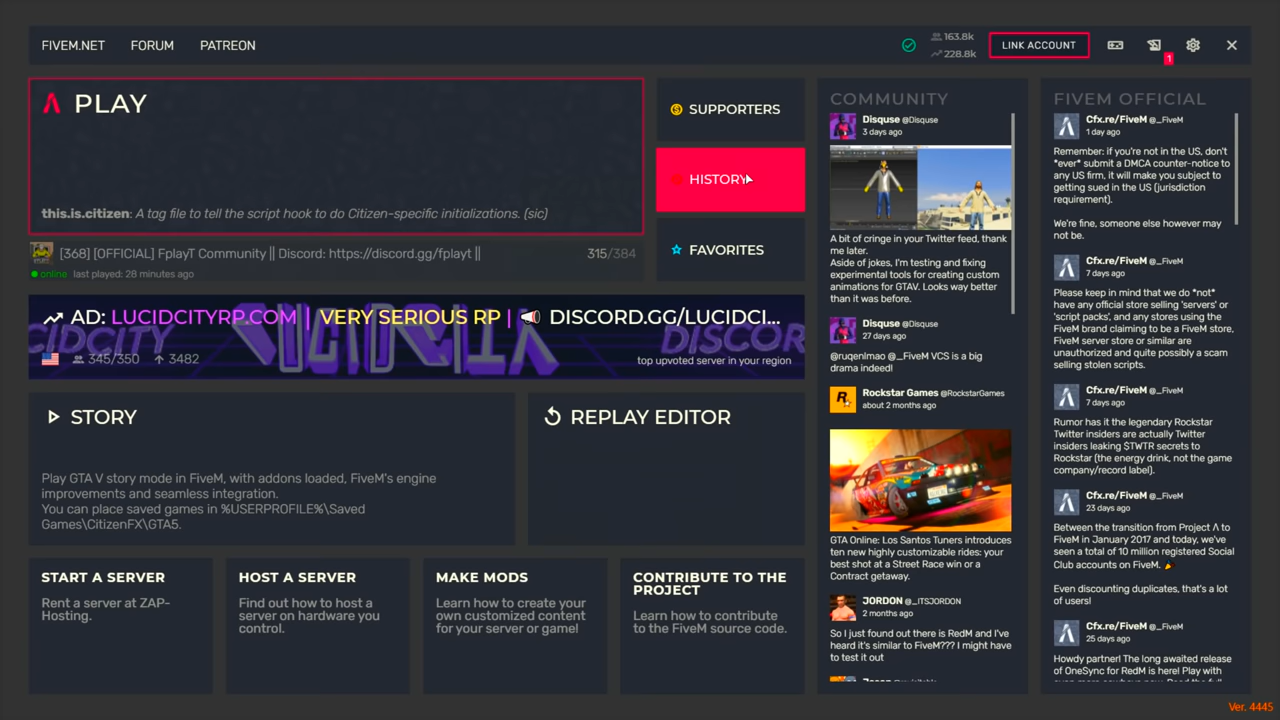 FIVEM.NET
FORUM
PATREON
163.8k
228.8k
LINK ACCOUNT
1
PLAY
this.is.citizen: A tag file to tell the script hook to do Citizen-specific initializations. (sic)
[368] [OFFICIAL] FplayT Community || Discord: https://discord.gg/fplayt ||
315/384
online
last played: 28 minutes ago
SUPPORTERS
HISTORY
FAVORITES
AD: LUCIDCITYRP.COM | VERY SERIOUS RP | DISCORD.GG/LUCIDCI...
345/350
3482
top upvoted server in your region
STORY
Play GTA V story mode in FiveM, with addons loaded, FiveM's engine
improvements and seamless integration.
You can place saved games in %USERPROFILE%\Saved
Games\CitizenFX\GTA5.
REPLAY EDITOR
START A SERVER
Rent a server at ZAP-
Hosting.
HOST A SERVER
Find out how to host a
server on hardware you
control.
MAKE MODS
Learn how to create your
own customized content
for your server or game!
CONTRIBUTE TO THE
PROJECT
Learn how to contribute
to the FiveM source code.
COMMUNITY
Disquse @Disquse
3 days ago
A bit of cringe in your Twitter feed, thank
me later.
Aside of jokes, I'm testing and fixing
experimental tools for creating custom
animations for GTAV. Looks way better
than it was before.
Disquse @Disquse
27 days ago
@ruqenlmao @_FiveM VCS is a big
drama indeed!
Rockstar Games @RockstarGames
about 2 months ago
GTA Online: Los Santos Tuners introduces
ten new highly customizable rides: your
best shot at a Street Race win or a
Contract getaway.
JORDON @_ITSJORDON
2 months ago
So I just found out there is RedM and I've
heard it's similar to FiveM??? I might have
to test it out
FIVEM OFFICIAL
Cfx.re/FiveM @_FiveM
1 day ago
Remember: if you're not in the US, don't
*ever* submit a DMCA counter-notice to
any US firm, it will make you subject to
getting sued in the US (jurisdiction
requirement).
We're fine, someone else however may
not be.
Cfx.re/FiveM @_FiveM
7 days ago
Please keep in mind that we do *not*
have any official store selling 'servers' or
'script packs', and any stores using the
FiveM brand claiming to be a FiveM store,
FiveM server store or similar are
unauthorized and quite possibly a scam
selling stolen scripts.
Cfx.re/FiveM @_FiveM
7 days ago
Rumor has it the legendary Rockstar
Twitter insiders are actually Twitter
insiders leaking $TWTR secrets to
Rockstar (the energy drink, not the game
company/record label).
Cfx.re/FiveM @_FiveM
23 days ago
Between the transition from Project Λ to
FiveM in January 2017 and today, we've
seen a total of 10 million registered Social
Club accounts on FiveM.
Even discounting duplicates, that's a lot
of users!
Cfx.re/FiveM @_FiveM
25 days ago
Howdy partner! The long awaited release
of OneSync for RedM is here! Play with
Ver. 4445